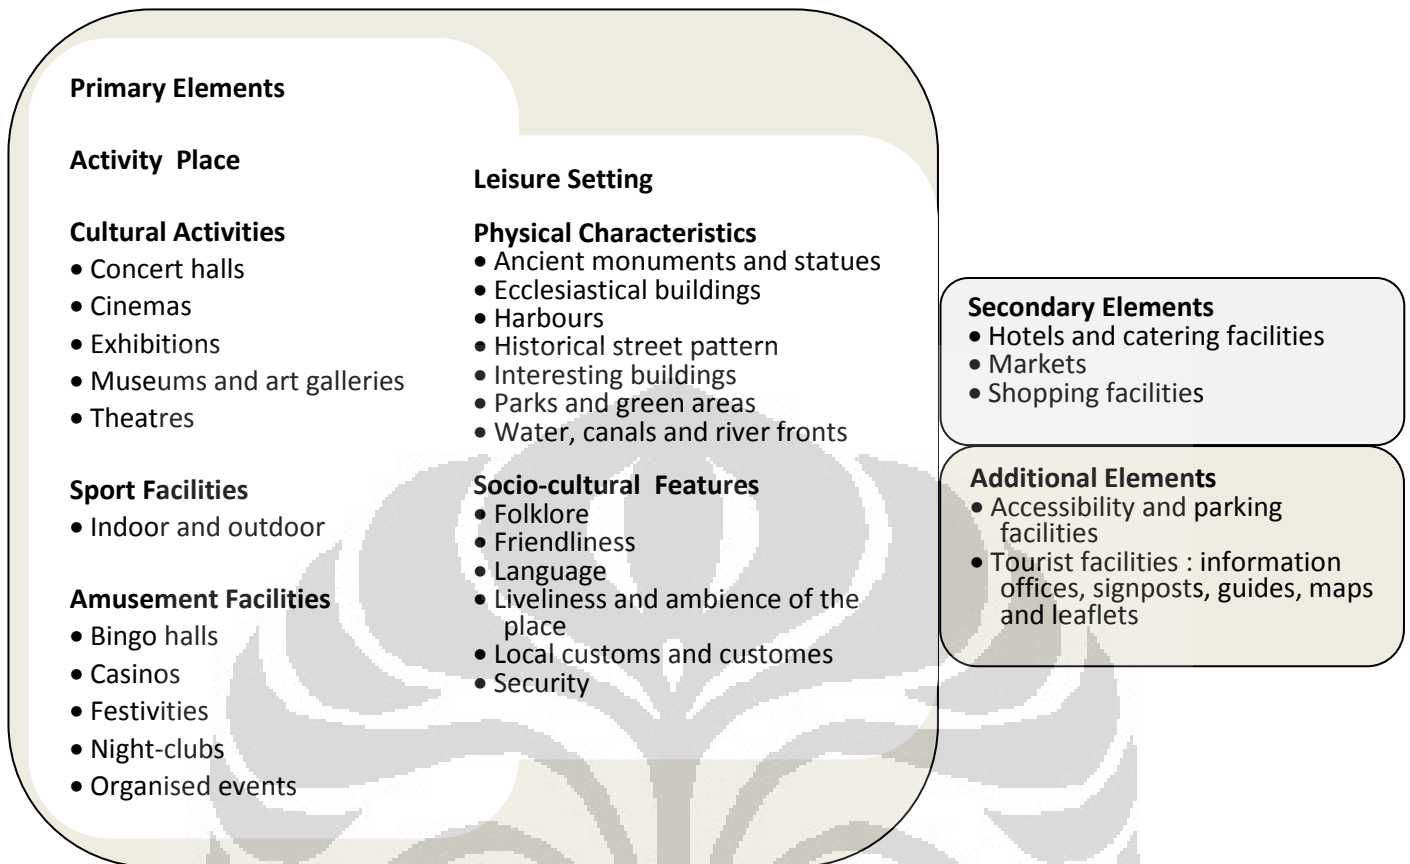 Primary Elements
Activity Place
Cultural Activities
• Concert halls
• Cinemas
• Exhibitions
• Museums and art galleries
• Theatres
Sport Facilities
• Indoor and outdoor
Amusement Facilities
• Bingo halls
• Casinos
• Festivities
• Night-clubs
• Organised events
Leisure Setting
Physical Characteristics
• Ancient monuments and statues
• Ecclesiastical buildings
• Harbours
• Historical street pattern
• Interesting buildings
• Parks and green areas
• Water, canals and river fronts
Socio-cultural Features
• Folklore
• Friendliness
• Language
• Liveliness and ambience of the
place
• Local customs and customes
• Security
Secondary Elements
• Hotels and catering facilities
• Markets
• Shopping facilities
Additional Elements
• Accessibility and parking
facilities
• Tourist facilities : information
offices, signposts, guides, maps
and leaflets